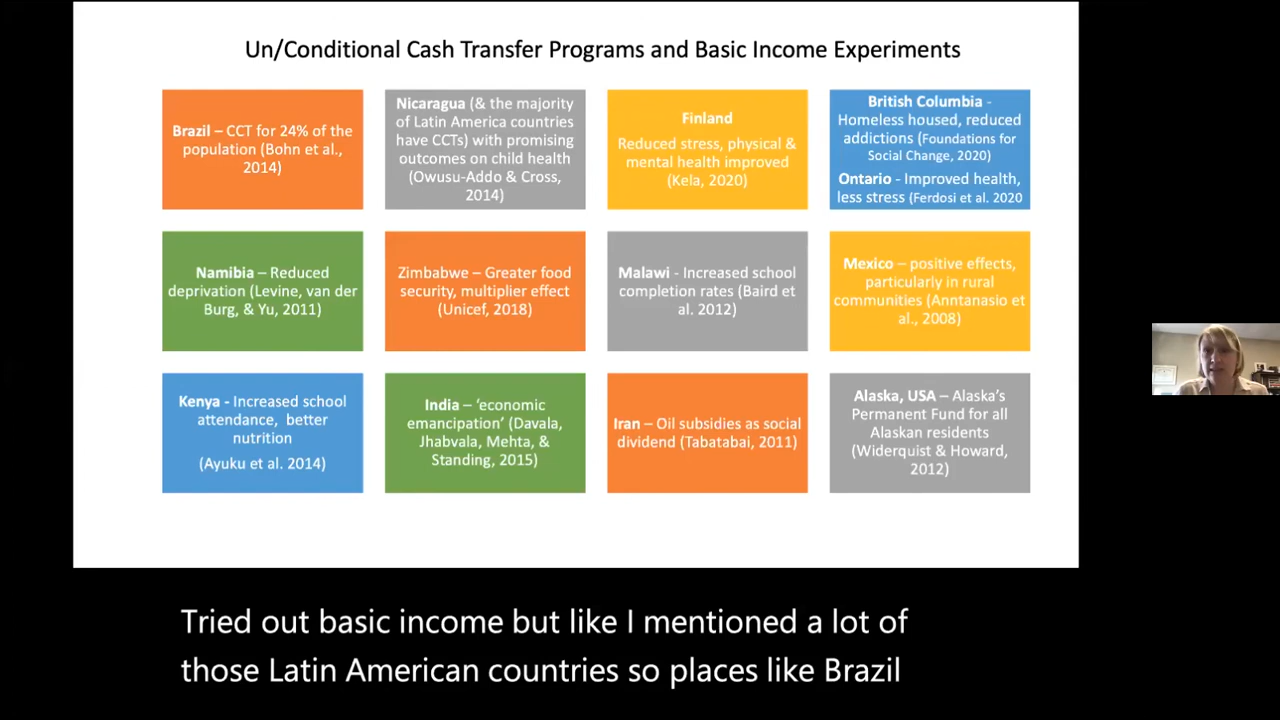 Un/Conditional Cash Transfer Programs and Basic Income Experiments
Brazil – CCT for 24% of the
population (Bohn et al.,
2014)
Nicaragua (& the majority
of Latin America countries
have CCTs) with promising
outcomes on child health
(Owusu-Addo & Cross,
2014)
Finland
Reduced stress, physical &
mental health improved
(Kela, 2020)
British Columbia -
Homeless housed, reduced
addictions (Foundations for
Social Change, 2020)
Ontario - Improved health,
less stress (Ferdosi et al. 2020
Namibia – Reduced
deprivation (Levine, van der
Burg, & Yu, 2011)
Zimbabwe – Greater food
security, multiplier effect
(Unicef, 2018)
Malawi - Increased school
completion rates (Baird et
al. 2012)
Mexico – positive effects,
particularly in rural
communities (Anntanasio et
al., 2008)
Kenya - Increased school
attendance, better
nutrition
(Ayuku et al. 2014)
India – ‘economic
emancipation’ (Davala,
Jhabvala, Mehta, &
Standing, 2015)
Iran – Oil subsidies as social
dividend (Tabatabai, 2011)
Alaska, USA – Alaska’s
Permanent Fund for all
Alaskan residents
(Widerquist & Howard,
2012)
Tried out basic income but like I mentioned a lot of
those Latin American countries so places like Brazil